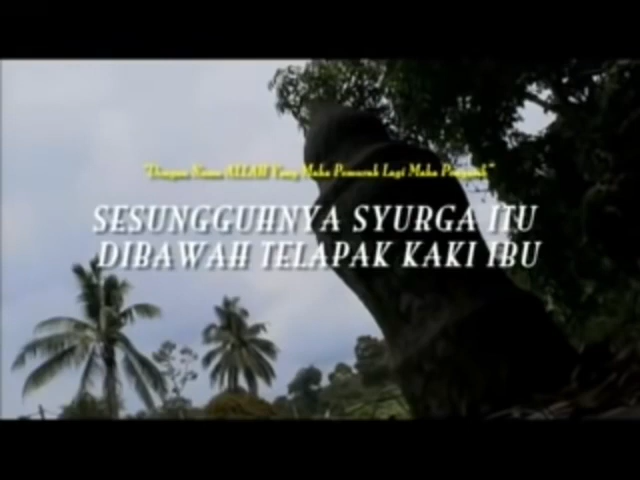 "Dengan Nama ALLAH Yang Maha Pemurah Lagi Maha Penyayang"
SESUNGGUHNYA SYURGA ITU
DIBAWAH TELAPAK KAKI IBU